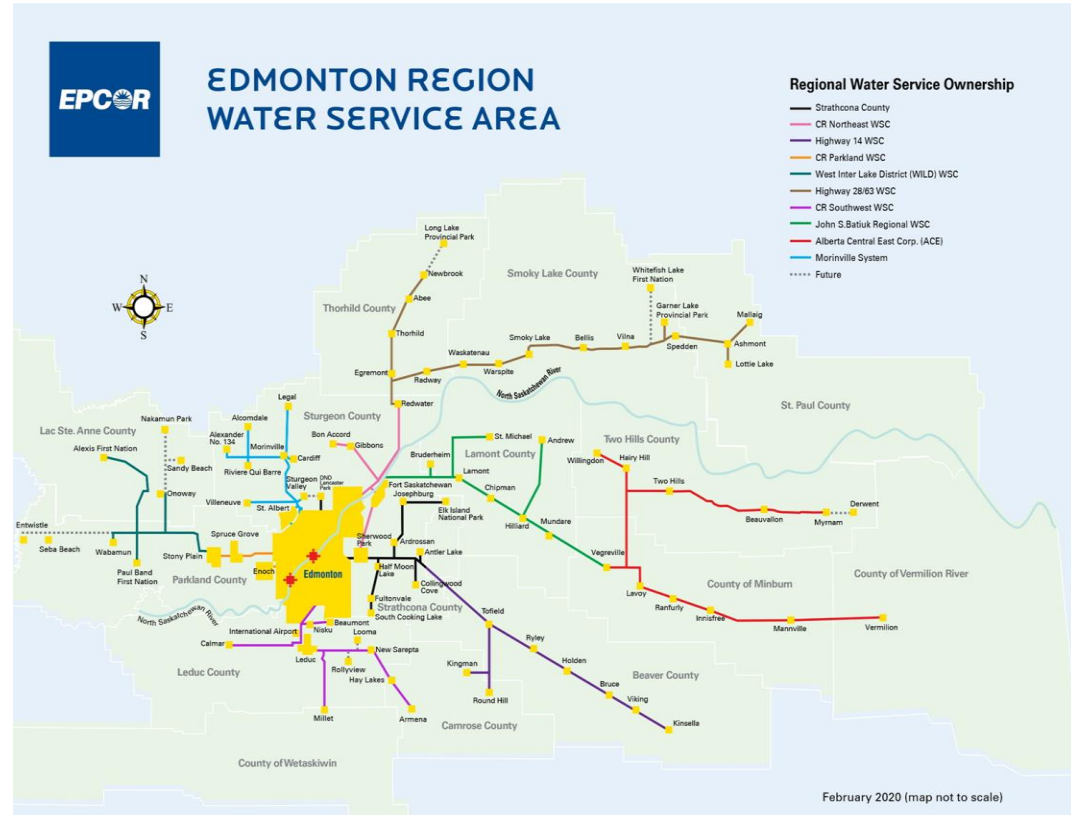 EPCOR
EDMONTON REGION
WATER SERVICE AREA
Regional Water Service Ownership
Strathcona County
CR Northeast WSC
Highway 14 WSC
CR Parkland WSC
West Inter Lake District (WILD) WSC
Highway 28/63 WSC
CR Southwest WSC
John S.Batiuk Regional WSC
Alberta Central East Corp. (ACE)
Morinville System
Future
N
W
E
S
Long Lake
Provincial Park
Newbrook
Abee
Thorhild County
Thorhild
Egremont
Radway
Waskatenau
Warspite
Smoky Lake
Bellis
Vilna
Smoky Lake County
Whitefish Lake
First Nation
Garner Lake
Provincial Park
Spedden
Mallaig
Ashmont
Lottie Lake
North Saskatchewan River
St. Paul County
Redwater
Legal
Sturgeon County
Alcomdale
Alexander
No. 134
Morinville
Cardiff
Riviere Qui Barre
Bon Accord
Gibbons
Nakamun Park
Lac Ste. Anne County
Alexis First Nation
Sandy Beach
Onoway
Sturgeon
Valley
DND
Lancaster
Park
Villeneuve
St. Albert
Entwistle
Seba Beach
Wabamun
Paul Band
First Nation
Spruce Grove
Stony Plain
Enoch
Parkland County
Edmonton
North Saskatchewan River
Bruderheim
St. Michael
Andrew
Lamont County
Lamont
Fort Saskatchewan
Josephburg
Elk Island
National Park
Chipman
Hilliard
Mundare
Vegreville
Two Hills County
Willingdon
Hairy Hill
Two Hills
Beauvallon
Myrnam
Derwent
Sherwood
Park
Ardrossan
Antler Lake
Half Moon
Lake
Collingwood
Cove
Fultonvale
Strathcona County
South Cooking Lake
County of Minburn
County of Vermilion River
Lavoy
Ranfurly
Innisfree
Mannville
Vermilion
International Airport
Nisku
Beaumont
Looma
Calmar
Leduc
Rollyview
New Sarepta
Hay Lakes
Leduc County
Millet
Armena
Tofield
Ryley
Kingman
Round Hill
Holden
Bruce
Viking
Kinsella
Beaver County
Camrose County
County of Wetaskiwin
February 2020 (map not to scale)